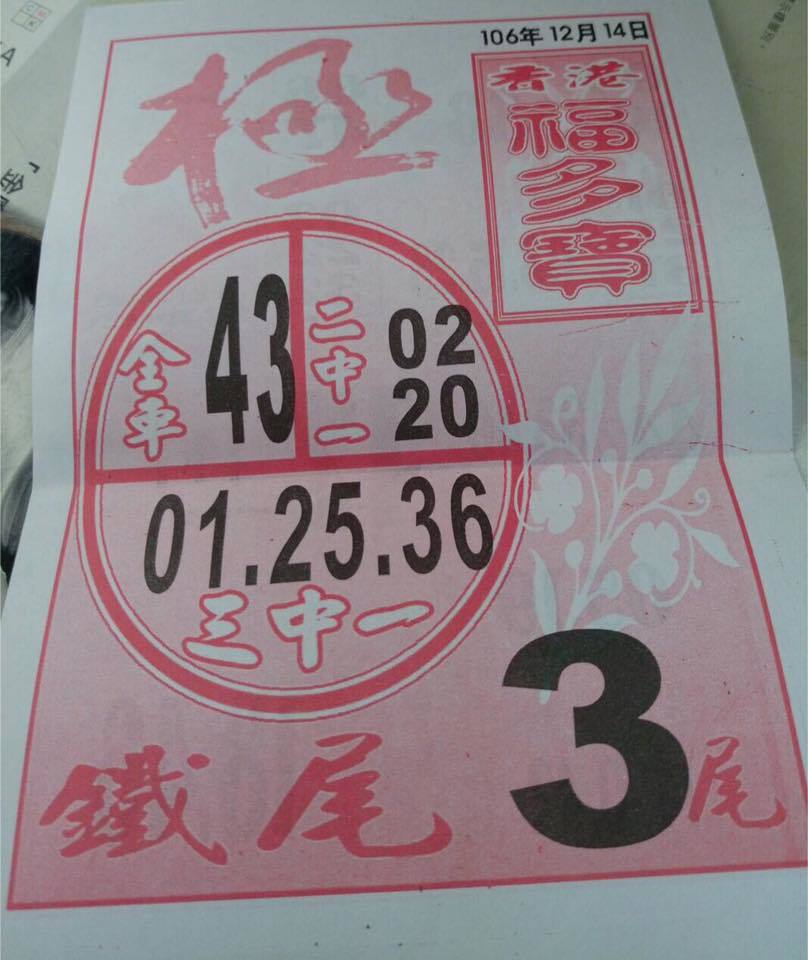 106年12月14日
極
香港
福多寶
全車
43
二中一
02
20
01.25.36
三中一
鐵尾
3尾